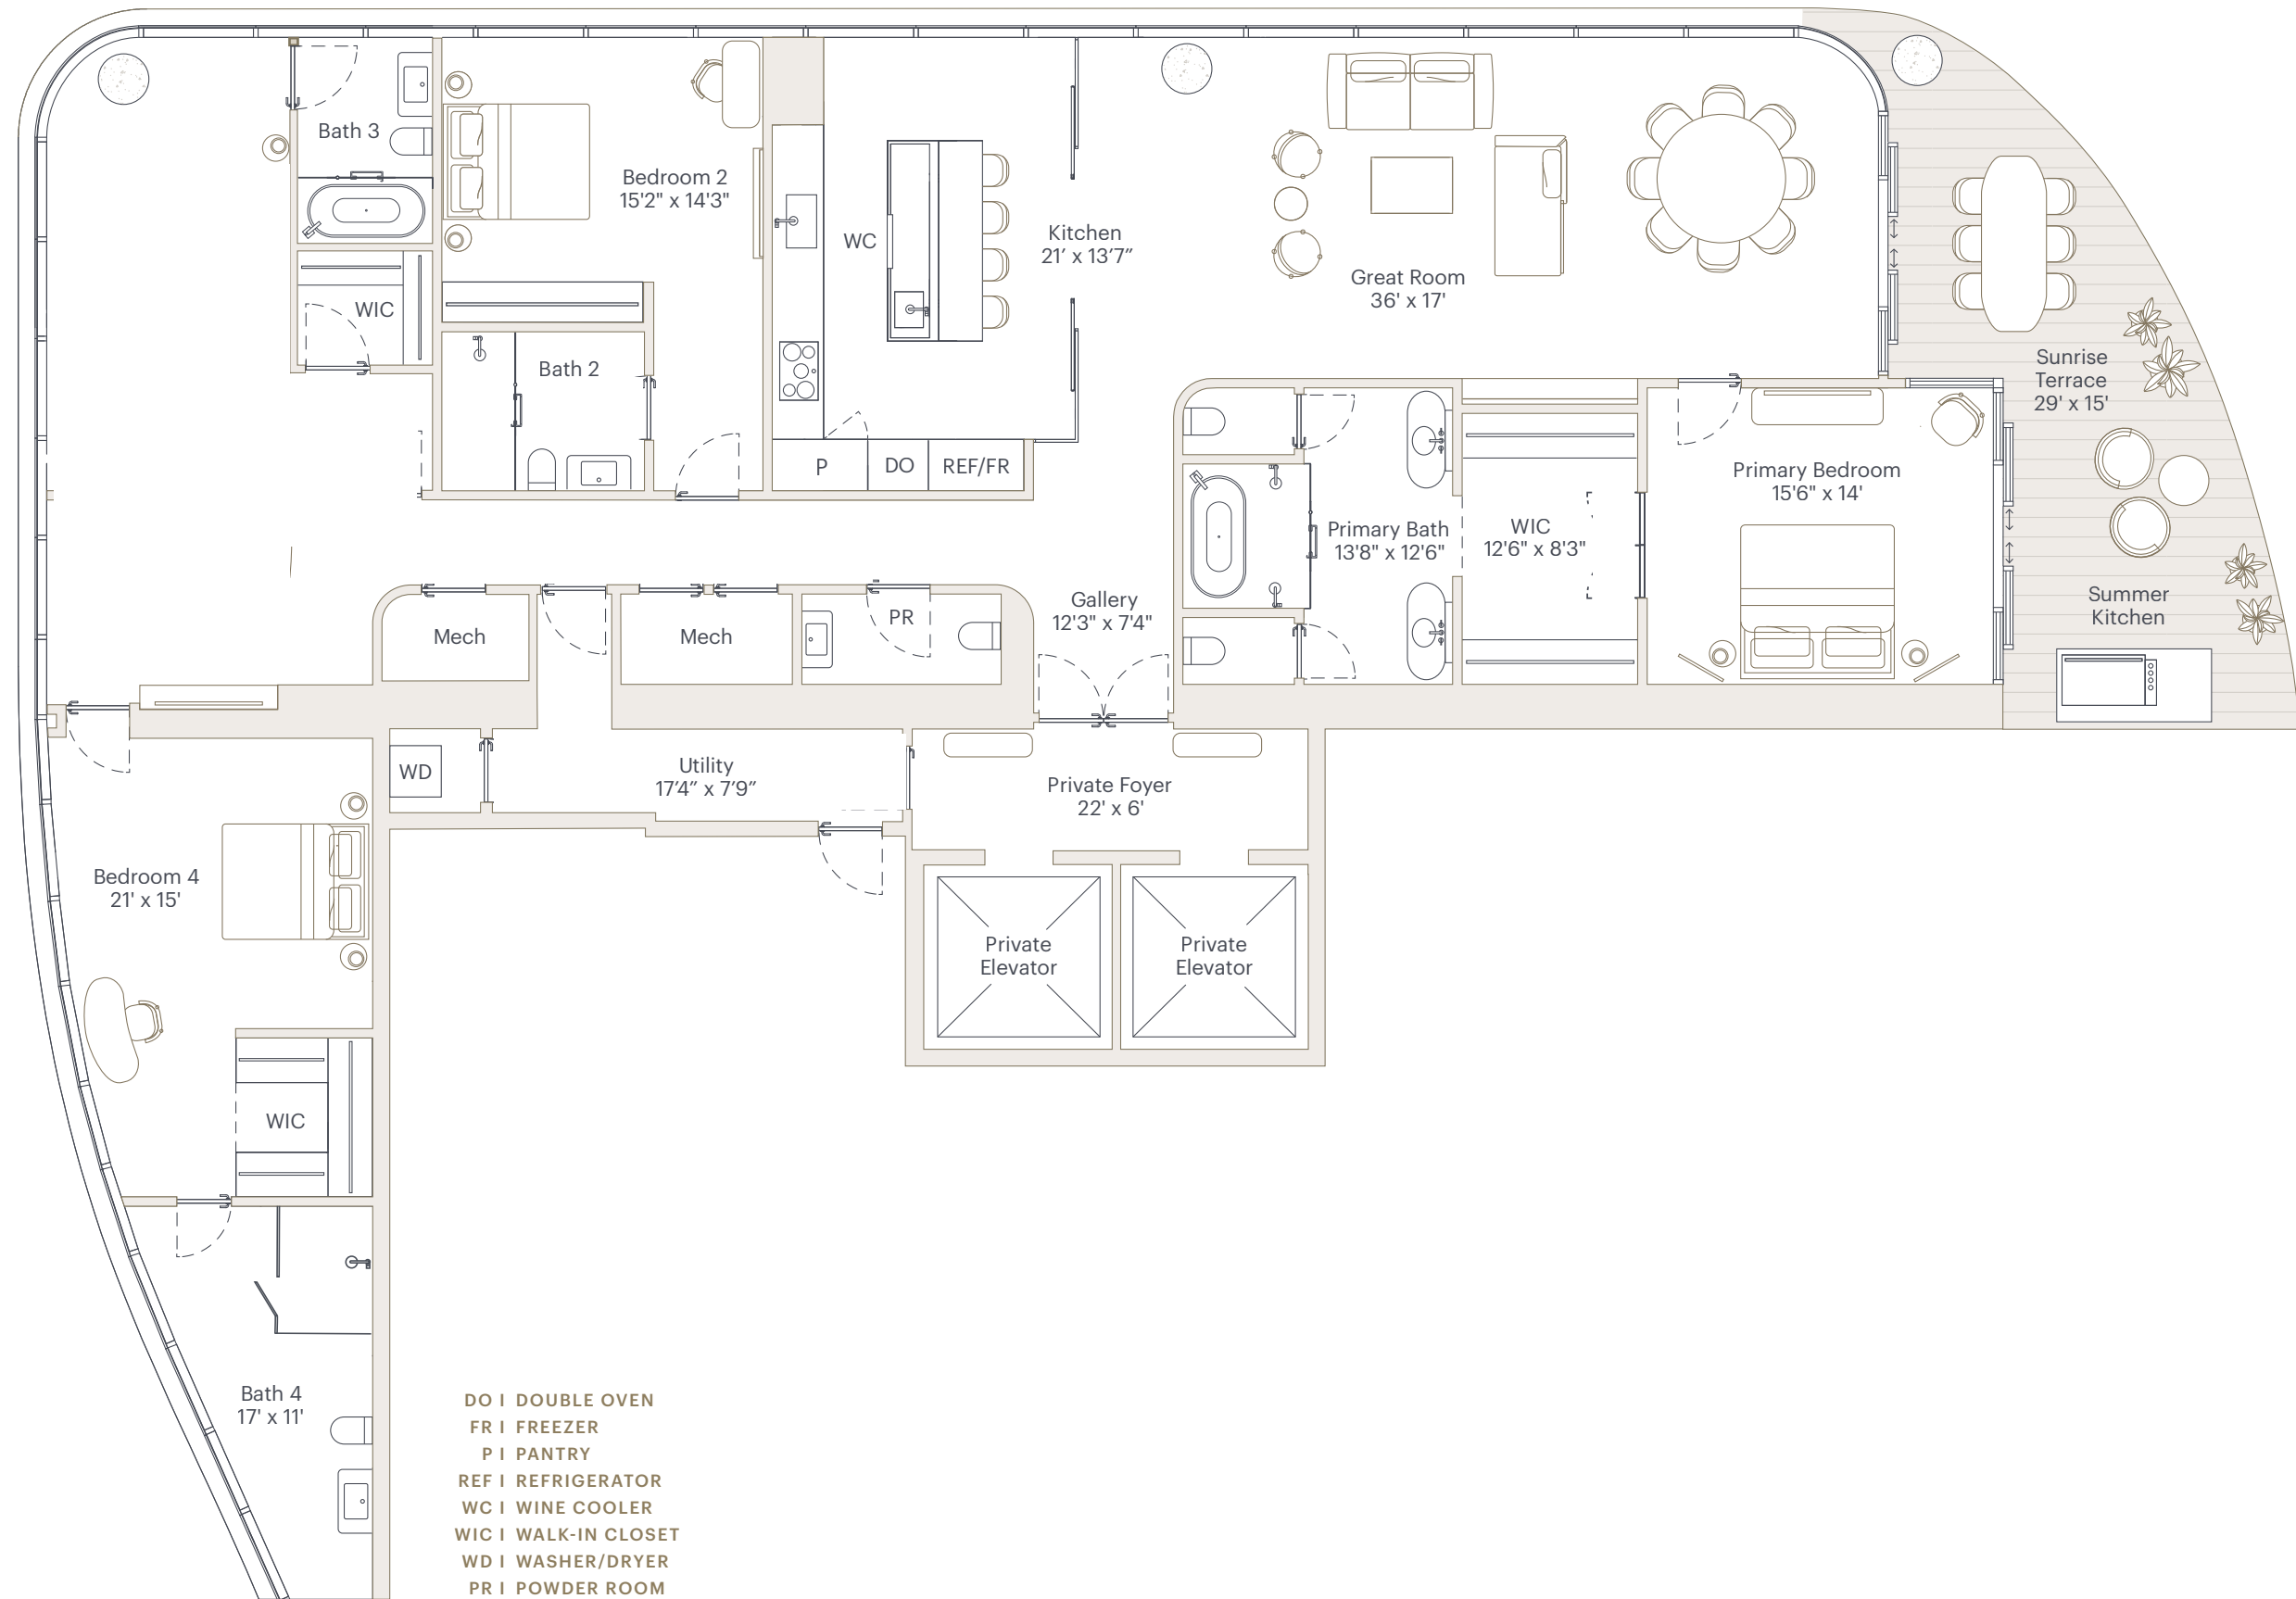 Bath 3
Bedroom 2
15'2" x 14'3"
WC
Kitchen
21′ x 13′7″
Great Room
36' x 17'
WIC
Bath 2
Sunrise
Terrace
29' x 15'
P
DO
REF/FR
Primary Bedroom
15'6" x 14'
Primary Bath
13'8" x 12'6"
WIC
12'6" x 8'3"
Gallery
12'3" x 7'4"
Summer
Kitchen
Mech
Mech
PR
WD
Utility
17′4″ x 7′9″
Private Foyer
22' x 6'
Bedroom 4
21' x 15'
Private
Elevator
Private
Elevator
WIC
Bath 4
17' x 11'
DO I DOUBLE OVEN
FR I FREEZER
P I PANTRY
REF I REFRIGERATOR
WC I WINE COOLER
WIC I WALK-IN CLOSET
WD I WASHER/DRYER
PR I POWDER ROOM